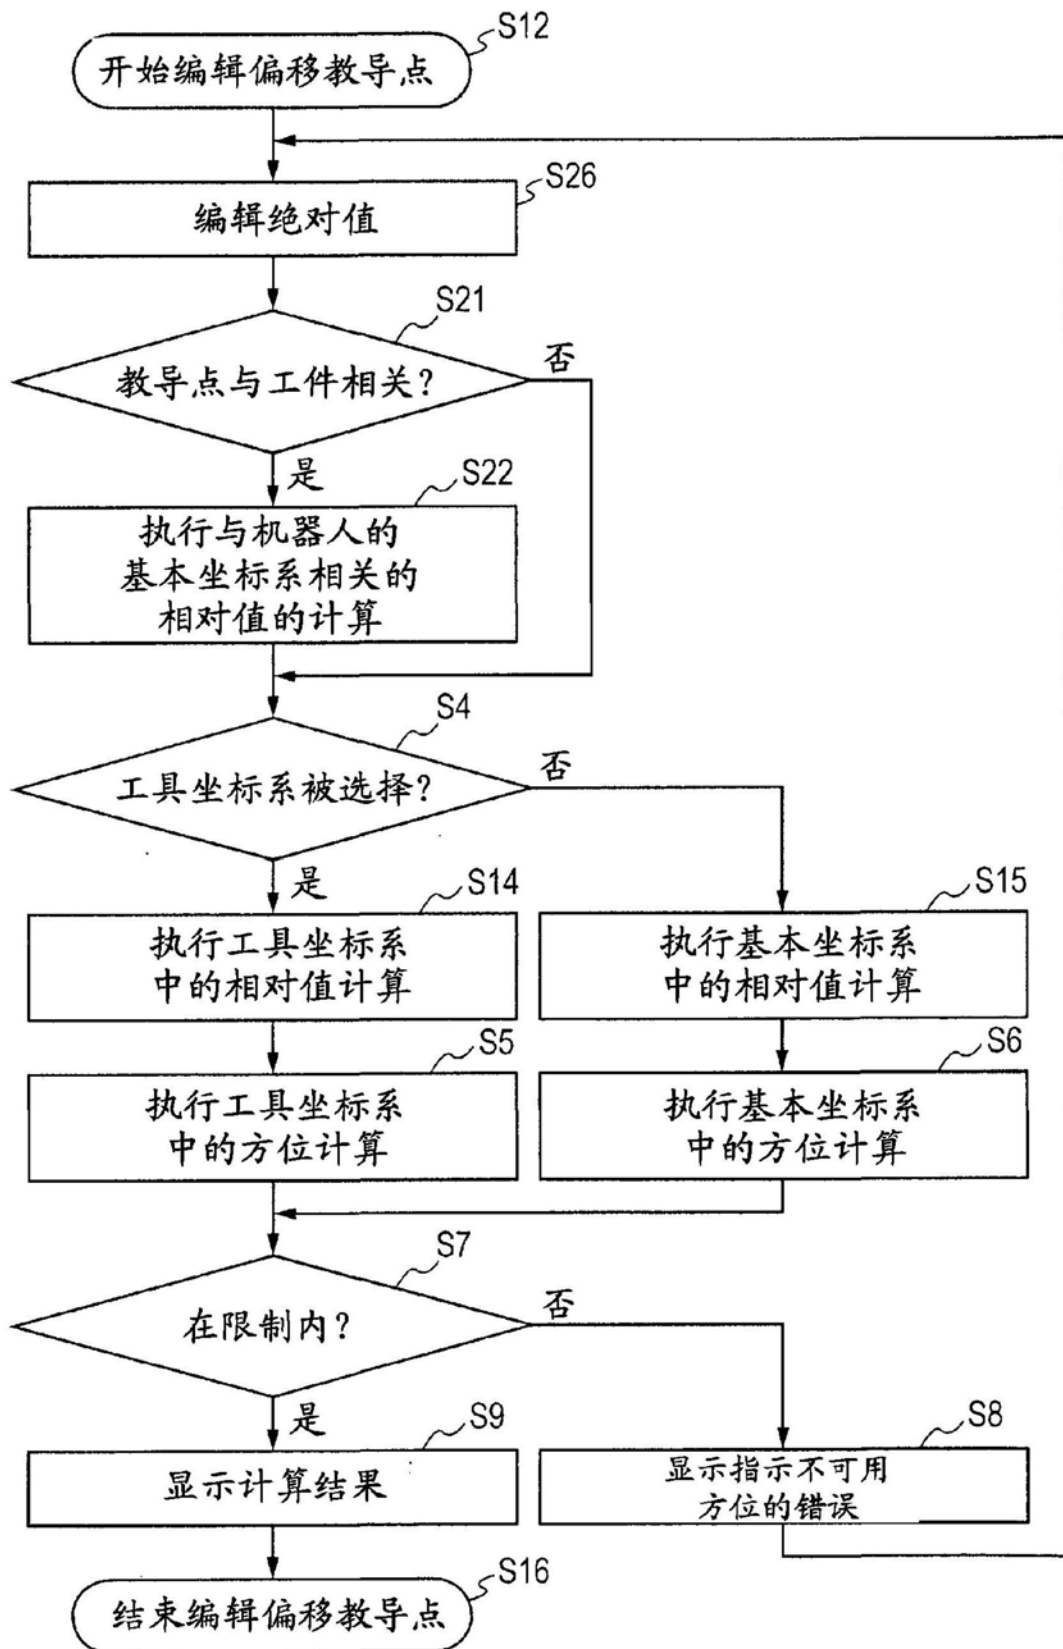 S12
开始编辑偏移教导点
S26
编辑绝对值
S21
教导点与工件相关?
否
是
S22
执行与机器人的
基本坐标系相关的
相对值的计算
S4
工具坐标系被选择?
否
是
S14
执行工具坐标系
中的相对值计算
S15
执行基本坐标系
中的相对值计算
S5
执行工具坐标系
中的方位计算
S6
执行基本坐标系
中的方位计算
S7
在限制内?
否
是
S9
显示计算结果
S8
显示指示不可用
方位的错误
S16
结束编辑偏移教导点